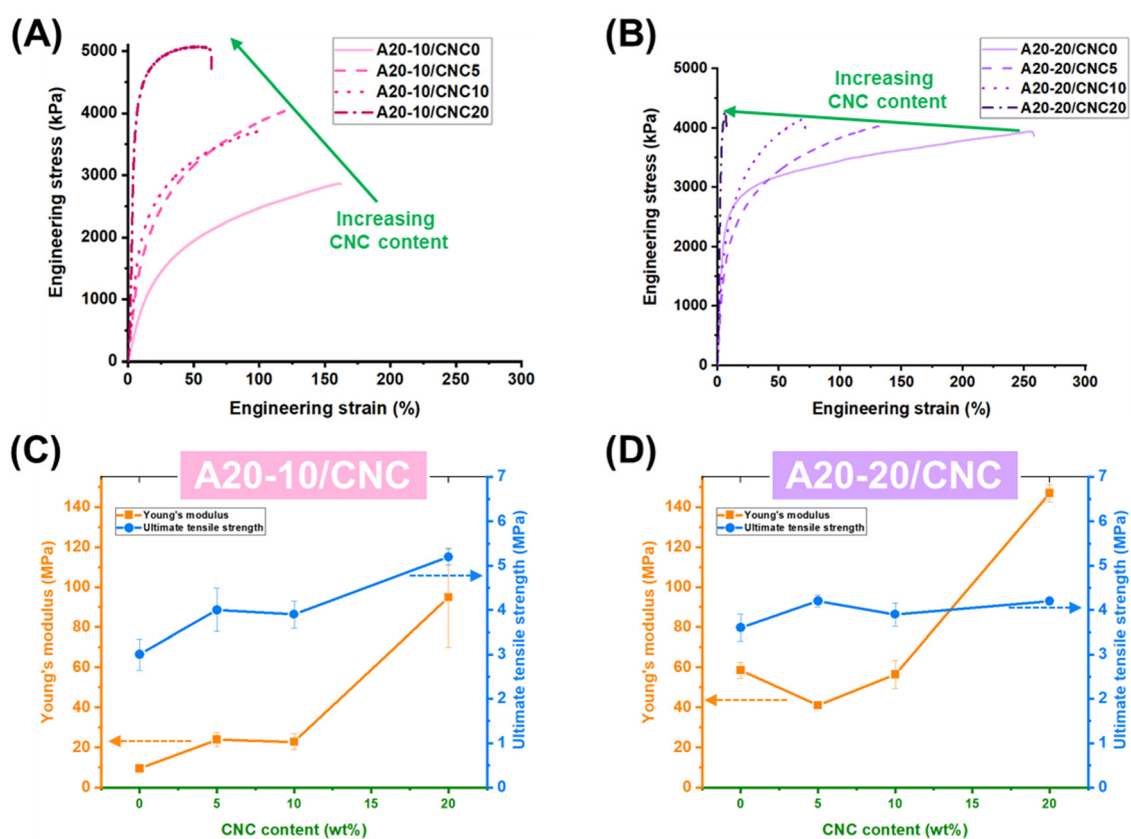 (A)
5000
4000
3000
2000
1000
0
Engineering stress (kPa)
0 50 100 150 200 250 300
Engineering strain (%)
A20-10/CNC0
A20-10/CNC5
A20-10/CNC10
A20-10/CNC20
Increasing
CNC content
(B)
5000
4000
3000
2000
1000
0
Engineering stress (kPa)
0 50 100 150 200 250 300
Engineering strain (%)
A20-20/CNC0
A20-20/CNC5
A20-20/CNC10
A20-20/CNC20
Increasing
CNC content
(C)
A20-10/CNC
Young's modulus
Ultimate tensile strength
140
120
100
80
60
40
20
0
Young's modulus (MPa)
7
6
5
4
3
2
1
0
Ultimate tensile strength (MPa)
0 5 10 15 20
CNC content (wt%)
(D)
A20-20/CNC
Young's modulus
Ultimate tensile strength
140
120
100
80
60
40
20
0
Young's modulus (MPa)
7
6
5
4
3
2
1
0
Ultimate tensile strength (MPa)
0 5 10 15 20
CNC content (wt%)